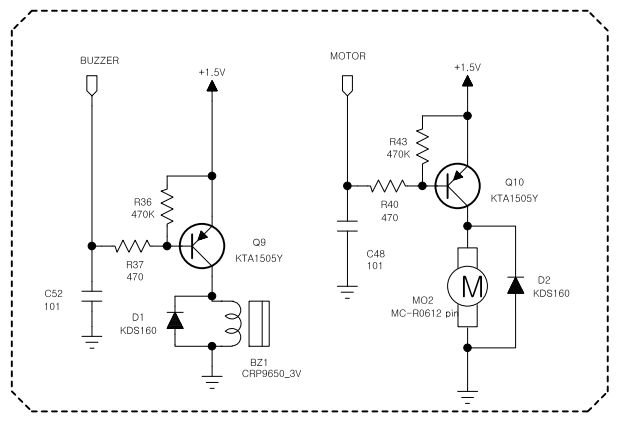 BUZZER
+1.5V
R36
470K
Q9
KTA1505Y
R37
470
C52
101
D1
KDS160
BZ1
CRP9650_3V
MOTOR
+1.5V
R43
470K
Q10
KTA1505Y
R40
470
C48
101
M
MO2
MC-R0612 pin
D2
KDS160